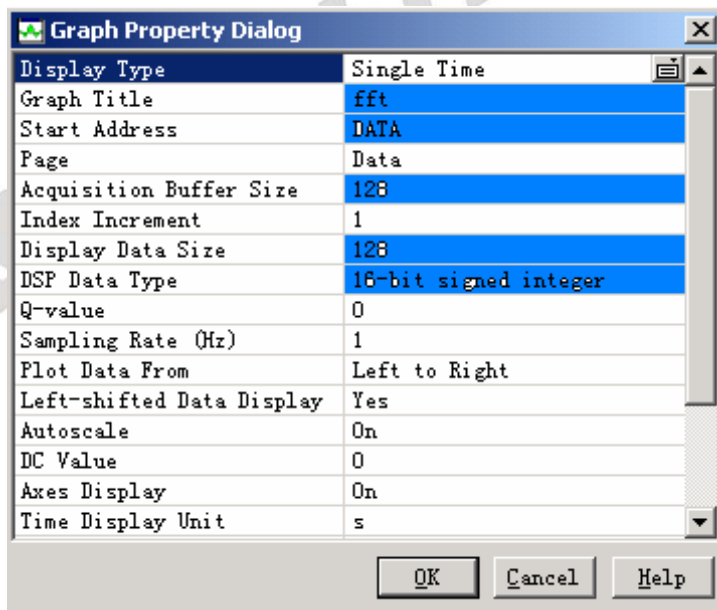 Graph Property Dialog
Display Type Single Time
Graph Title fft
Start Address DATA
Page Data
Acquisition Buffer Size 128
Index Increment 1
Display Data Size 128
DSP Data Type 16-bit signed integer
Q-value 0
Sampling Rate (Hz) 1
Plot Data From Left to Right
Left-shifted Data Display Yes
Autoscale On
DC Value 0
Axes Display On
Time Display Unit s
OK Cancel Help